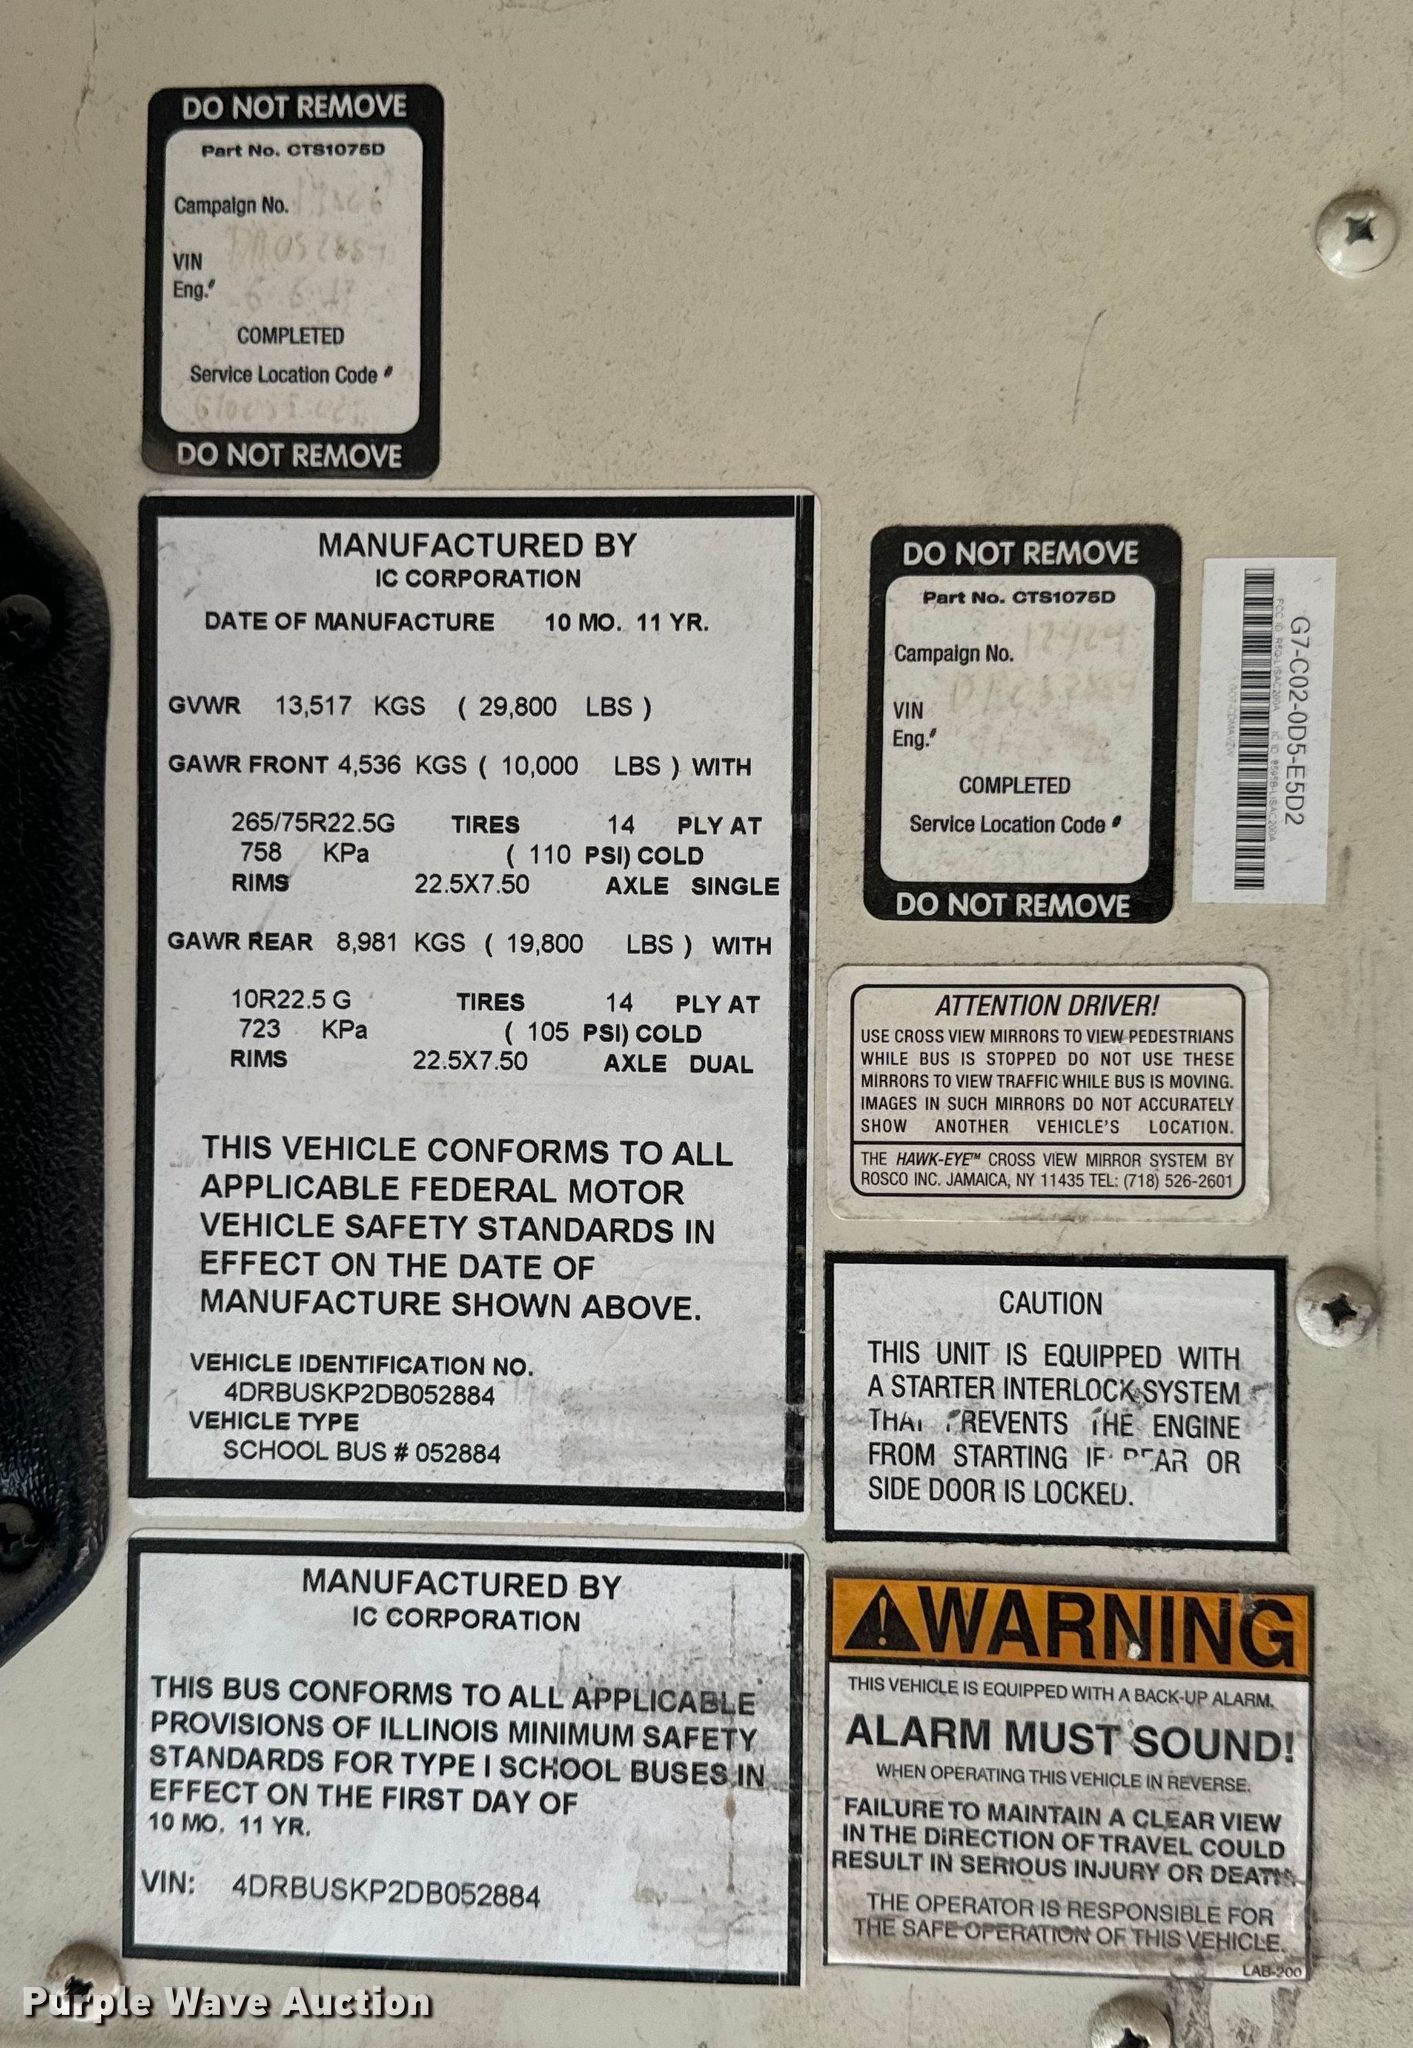 DO NOT REMOVE
Part No. CTS1075D
Campaign No.
VIN
Eng.#
COMPLETED
Service Location Code #
DO NOT REMOVE
MANUFACTURED BY
IC CORPORATION
DATE OF MANUFACTURE 10 MO. 11 YR.
GVWR 13,517 KGS ( 29,800 LBS )
GAWR FRONT 4,536 KGS ( 10,000 LBS ) WITH
265/75R22.5G TIRES 14 PLY AT
758 KPa ( 110 PSI) COLD
RIMS 22.5X7.50 AXLE SINGLE
GAWR REAR 8,981 KGS ( 19,800 LBS ) WITH
10R22.5 G TIRES 14 PLY AT
723 KPa ( 105 PSI) COLD
RIMS 22.5X7.50 AXLE DUAL
THIS VEHICLE CONFORMS TO ALL
APPLICABLE FEDERAL MOTOR
VEHICLE SAFETY STANDARDS IN
EFFECT ON THE DATE OF
MANUFACTURE SHOWN ABOVE.
VEHICLE IDENTIFICATION NO.
4DRBUSKP2DB052884
VEHICLE TYPE
SCHOOL BUS # 052884
MANUFACTURED BY
IC CORPORATION
THIS BUS CONFORMS TO ALL APPLICABLE
PROVISIONS OF ILLINOIS MINIMUM SAFETY
STANDARDS FOR TYPE I SCHOOL BUSES IN
EFFECT ON THE FIRST DAY OF
10 MO. 11 YR.
VIN: 4DRBUSKP2DB052884
DO NOT REMOVE
Part No. CTS1075D
Campaign No.
VIN
Eng.#
COMPLETED
Service Location Code #
DO NOT REMOVE
G7-C02-0D5-E5D2
ATTENTION DRIVER!
USE CROSS VIEW MIRRORS TO VIEW PEDESTRIANS
WHILE BUS IS STOPPED DO NOT USE THESE
MIRRORS TO VIEW TRAFFIC WHILE BUS IS MOVING.
IMAGES IN SUCH MIRRORS DO NOT ACCURATELY
SHOW ANOTHER VEHICLE'S LOCATION.
THE HAWK-EYE™ CROSS VIEW MIRROR SYSTEM BY
ROSCO INC. JAMAICA, NY 11435 TEL: (718) 526-2601
CAUTION
THIS UNIT IS EQUIPPED WITH
A STARTER INTERLOCK SYSTEM
THAT PREVENTS THE ENGINE
FROM STARTING IF REAR OR
SIDE DOOR IS LOCKED.
WARNING
THIS VEHICLE IS EQUIPPED WITH A BACK-UP ALARM.
ALARM MUST SOUND!
WHEN OPERATING THIS VEHICLE IN REVERSE.
FAILURE TO MAINTAIN A CLEAR VIEW
IN THE DIRECTION OF TRAVEL COULD
RESULT IN SERIOUS INJURY OR DEATH.
THE OPERATOR IS RESPONSIBLE FOR
THE SAFE OPERATION OF THIS VEHICLE.
LAB-200
Purple Wave Auction